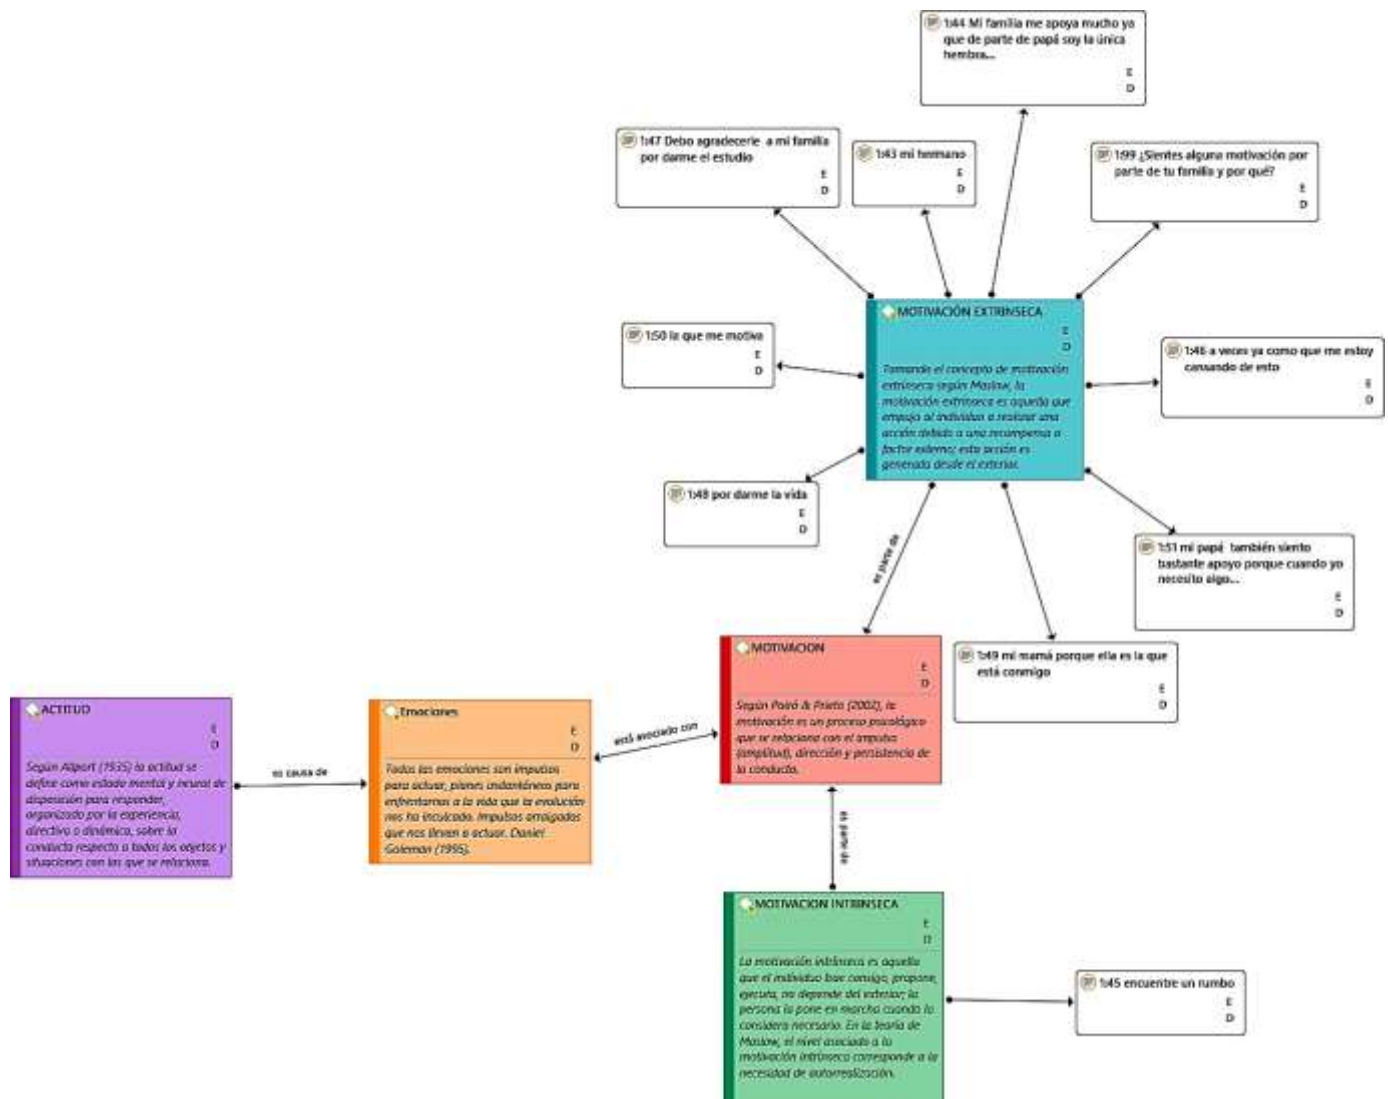 1:44 Mi familia me apoya mucho ya
que de parte de papá soy la única
hembra...
E
D
1:47 Debo agradecerle a mi familia
por darme el estudio
E
D
1:43 mi hermano
E
D
1:99 ¿Sientes alguna motivación por
parte de tu familia y por qué?
E
D
MOTIVACIÓN EXTRINSECA
E
D
Tomando el concepto de motivación
extrínseca según Maslow, la
motivación extrínseca es aquella que
empuja al individuo a realizar una
acción debido a una recompensa o
factor externo; esta acción es
generada desde el exterior.
1:50 la que me motiva
E
D
1:46 a veces ya como que me estoy
cansando de esto
E
D
1:48 por darme la vida
E
D
1:51 mi papá también siento
bastante apoyo porque cuando yo
necesito algo...
E
D
es parte de
1:49 mi mamá porque ella es la que
está conmigo
E
D
MOTIVACION
E
D
Según Peiró & Prieto (2002), la
motivación es un proceso psicológico
que se relaciona con el impulso
(amplitud), dirección y persistencia de
la conducta.
está asociado con
Emociones
E
D
Todas las emociones son impulsos
para actuar, planes instantáneos para
enfrentarnos a la vida que la evolución
nos ha inculcado. Impulsos arraigados
que nos llevan a actuar. Daniel
Goleman (1995).
es causa de
ACTITUD
E
D
Según Allport (1935) la actitud se
define como estado mental y neural de
disposición para responder,
organizado por la experiencia,
directiva o dinámica, sobre la
conducta respecto a todos los objetos y
situaciones con los que se relaciona.
es parte de
MOTIVACION INTRINSECA
E
D
La motivación intrínseca es aquella
que el individuo trae consigo, propone,
ejecuta, no depende del exterior; la
persona la pone en marcha cuando lo
considera necesario. En la teoría de
Maslow, el nivel asociado a la
motivación intrínseca corresponde a la
necesidad de autorrealización.
1:45 encuentre un rumbo
E
D